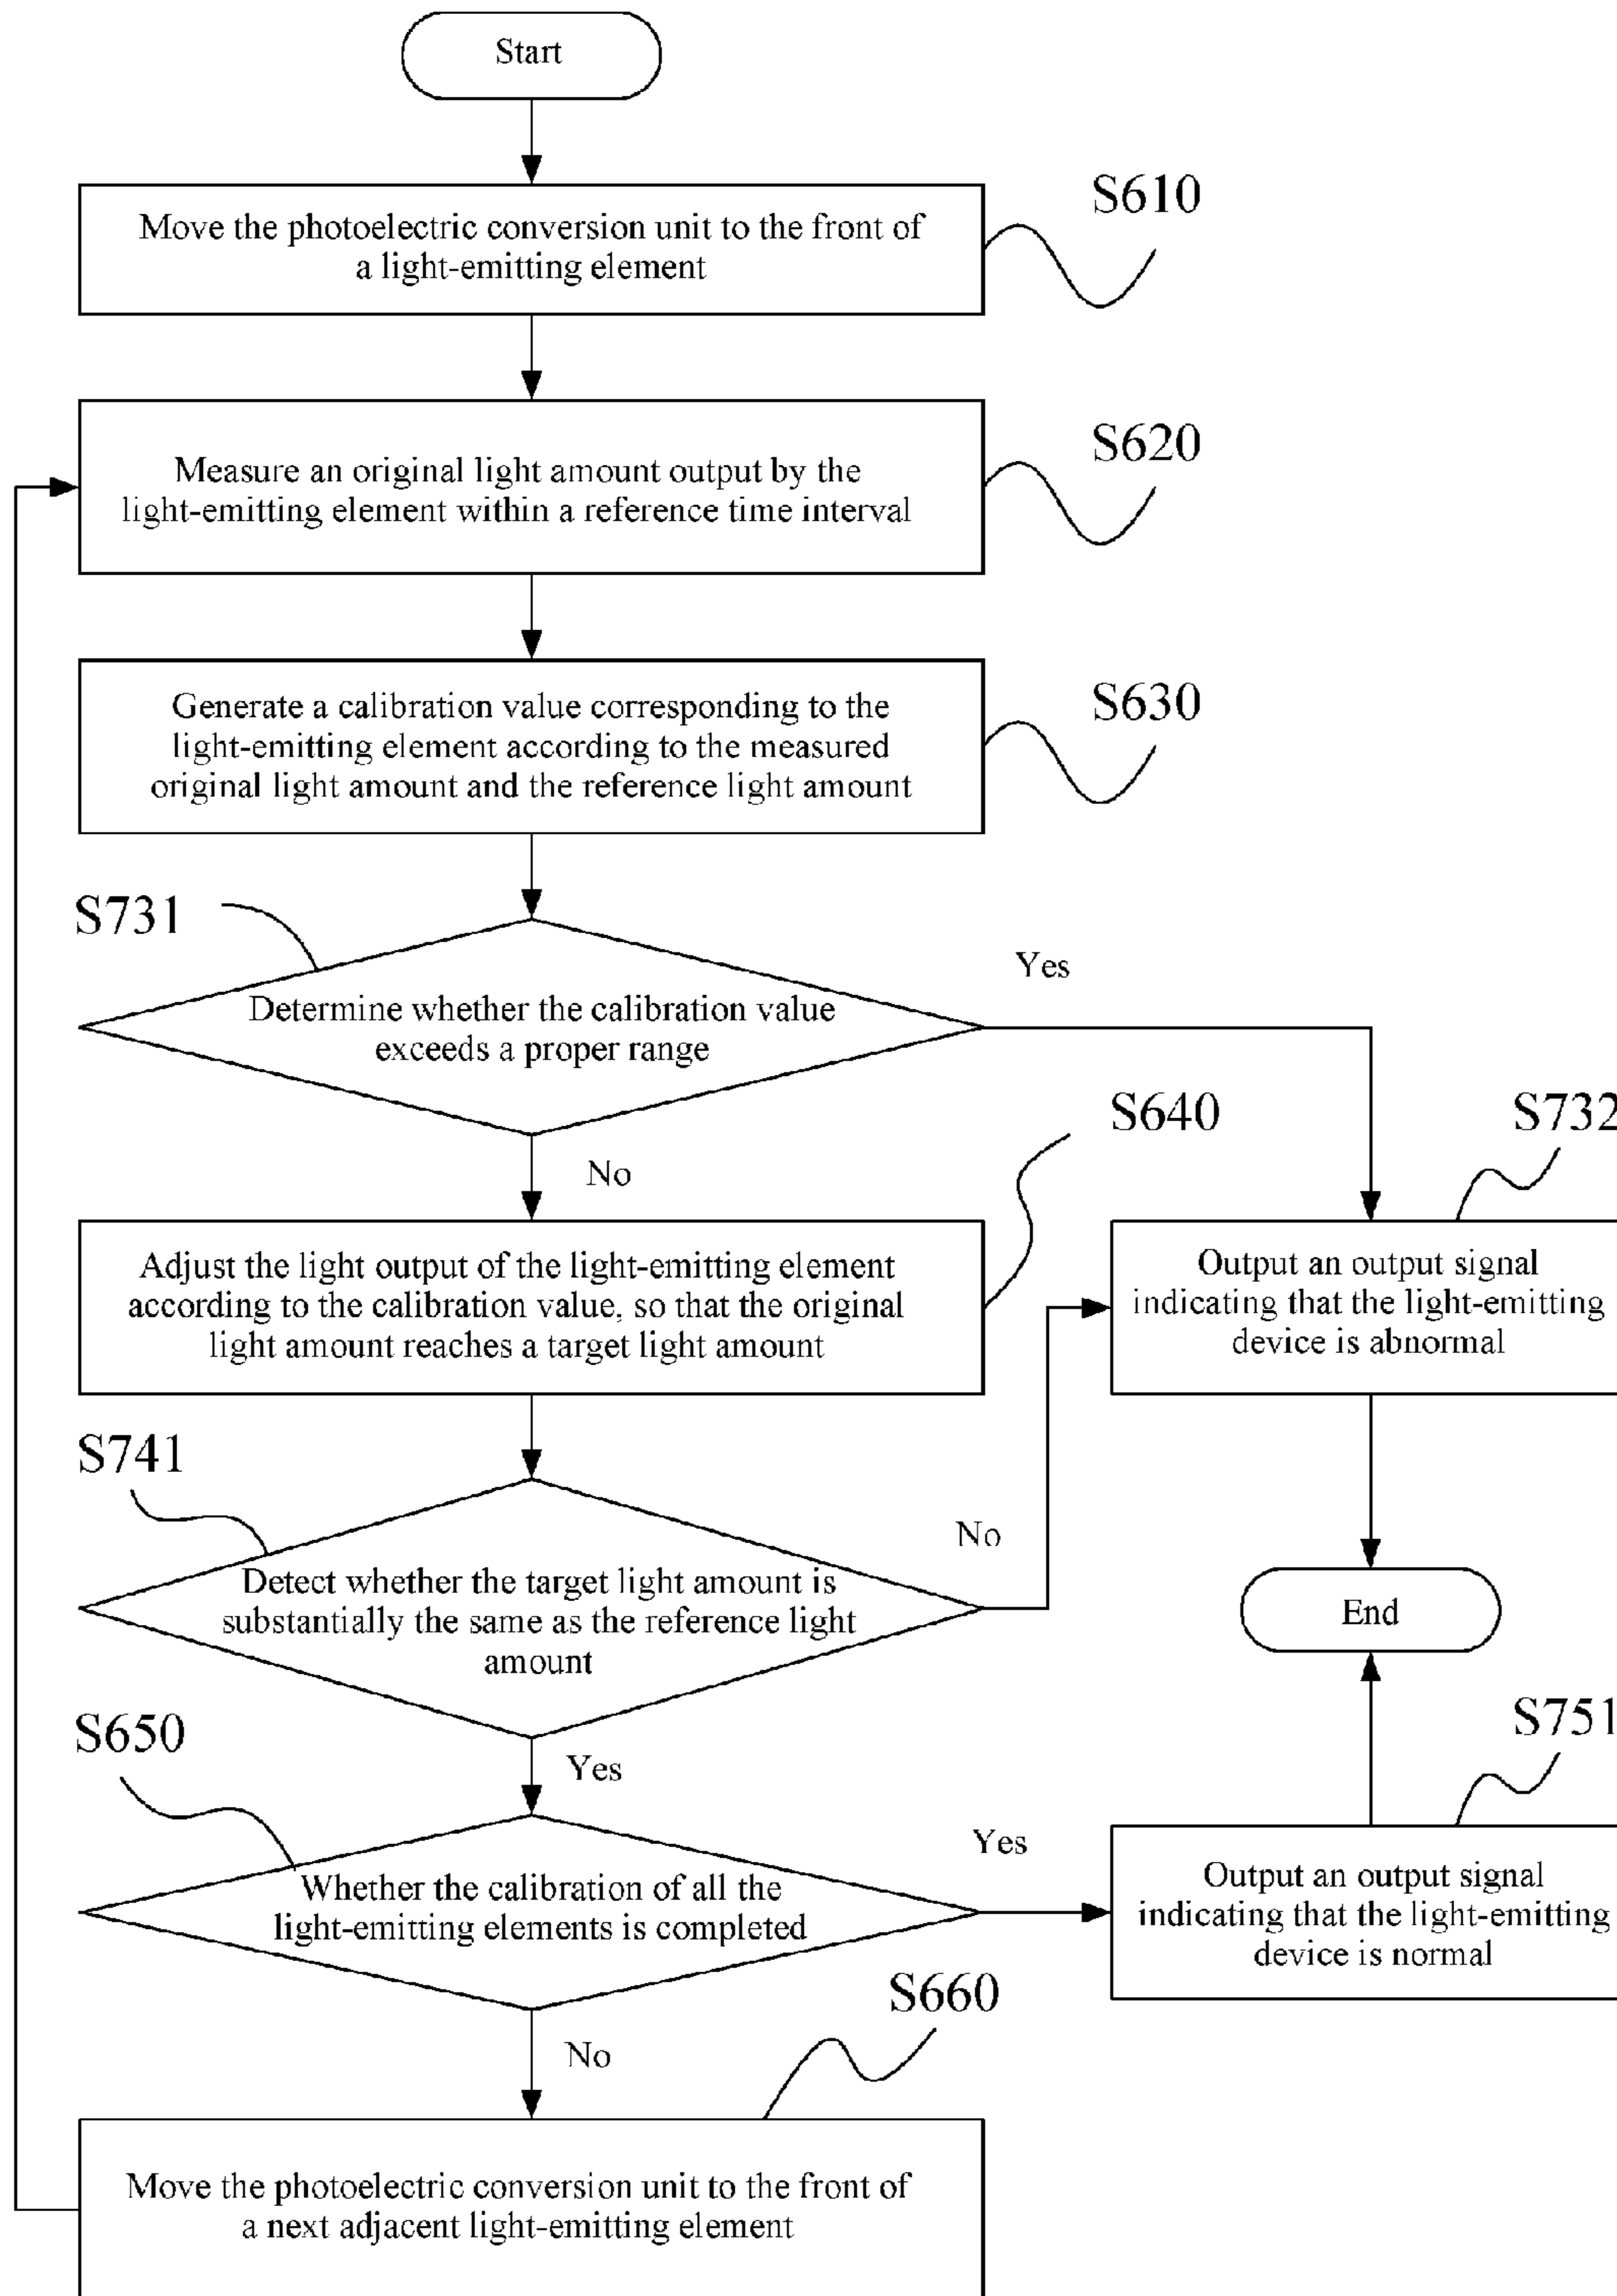 Start
S610
Move the photoelectric conversion unit to the front of
a light-emitting element
S620
Measure an original light amount output by the
light-emitting element within a reference time interval
S630
Generate a calibration value corresponding to the
light-emitting element according to the measured
original light amount and the reference light amount
S731
Yes
Determine whether the calibration value
exceeds a proper range
S640
S732
No
Adjust the light output of the light-emitting element
according to the calibration value, so that the original
light amount reaches a target light amount
Output an output signal
indicating that the light-emitting
device is abnormal
S741
No
Detect whether the target light amount is
substantially the same as the reference light
amount
End
S650
S751
Yes
Yes
Whether the calibration of all the
light-emitting elements is completed
Output an output signal
indicating that the light-emitting
device is normal
S660
No
Move the photoelectric conversion unit to the front of
a next adjacent light-emitting element